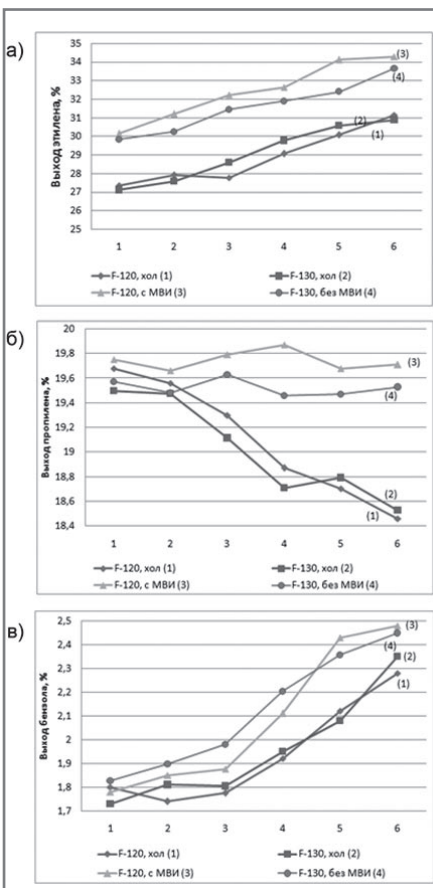 а)
Выход этилена, %
35
34
33
32
31
30
29
28
27
26
25
(3)
(4)
(2)
(1)
1 2 3 4 5 6
F-120, хол (1) F-130, хол (2)
F-120, с МВИ (3) F-130, без МВИ (4)
б)
Выход пропилена, %
20
19,8
19,6
19,4
19,2
19
18,8
18,6
18,4
(3)
(4)
(2)
(1)
1 2 3 4 5 6
F-120, хол (1) F-130, хол (2)
F-120, с МВИ (3) F-130, без МВИ (4)
в)
Выход бензола, %
2,5
2,4
2,3
2,2
2,1
2
1,9
1,8
1,7
(3)
(4)
(2)
(1)
1 2 3 4 5 6
F-120, хол (1) F-130, хол (2)
F-120, с МВИ (3) F-130, без МВИ (4)